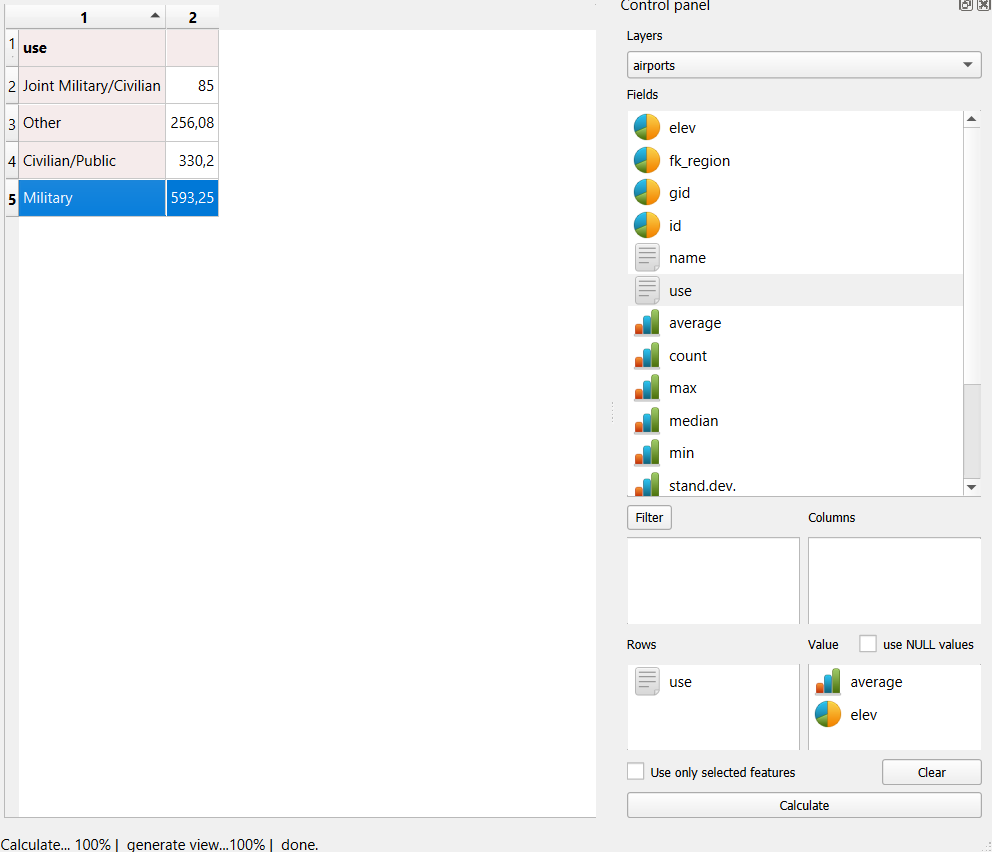 1 2
1 use
2 Joint Military/Civilian 85
3 Other 256,08
4 Civilian/Public 330,2
5 Military 593,25
Control panel
Layers
airports
Fields
elev
fk_region
gid
id
name
use
average
count
max
median
min
stand.dev.
Filter Columns
Rows Value use NULL values
use average
elev
Use only selected features Clear
Calculate
Calculate... 100% | generate view...100% | done.